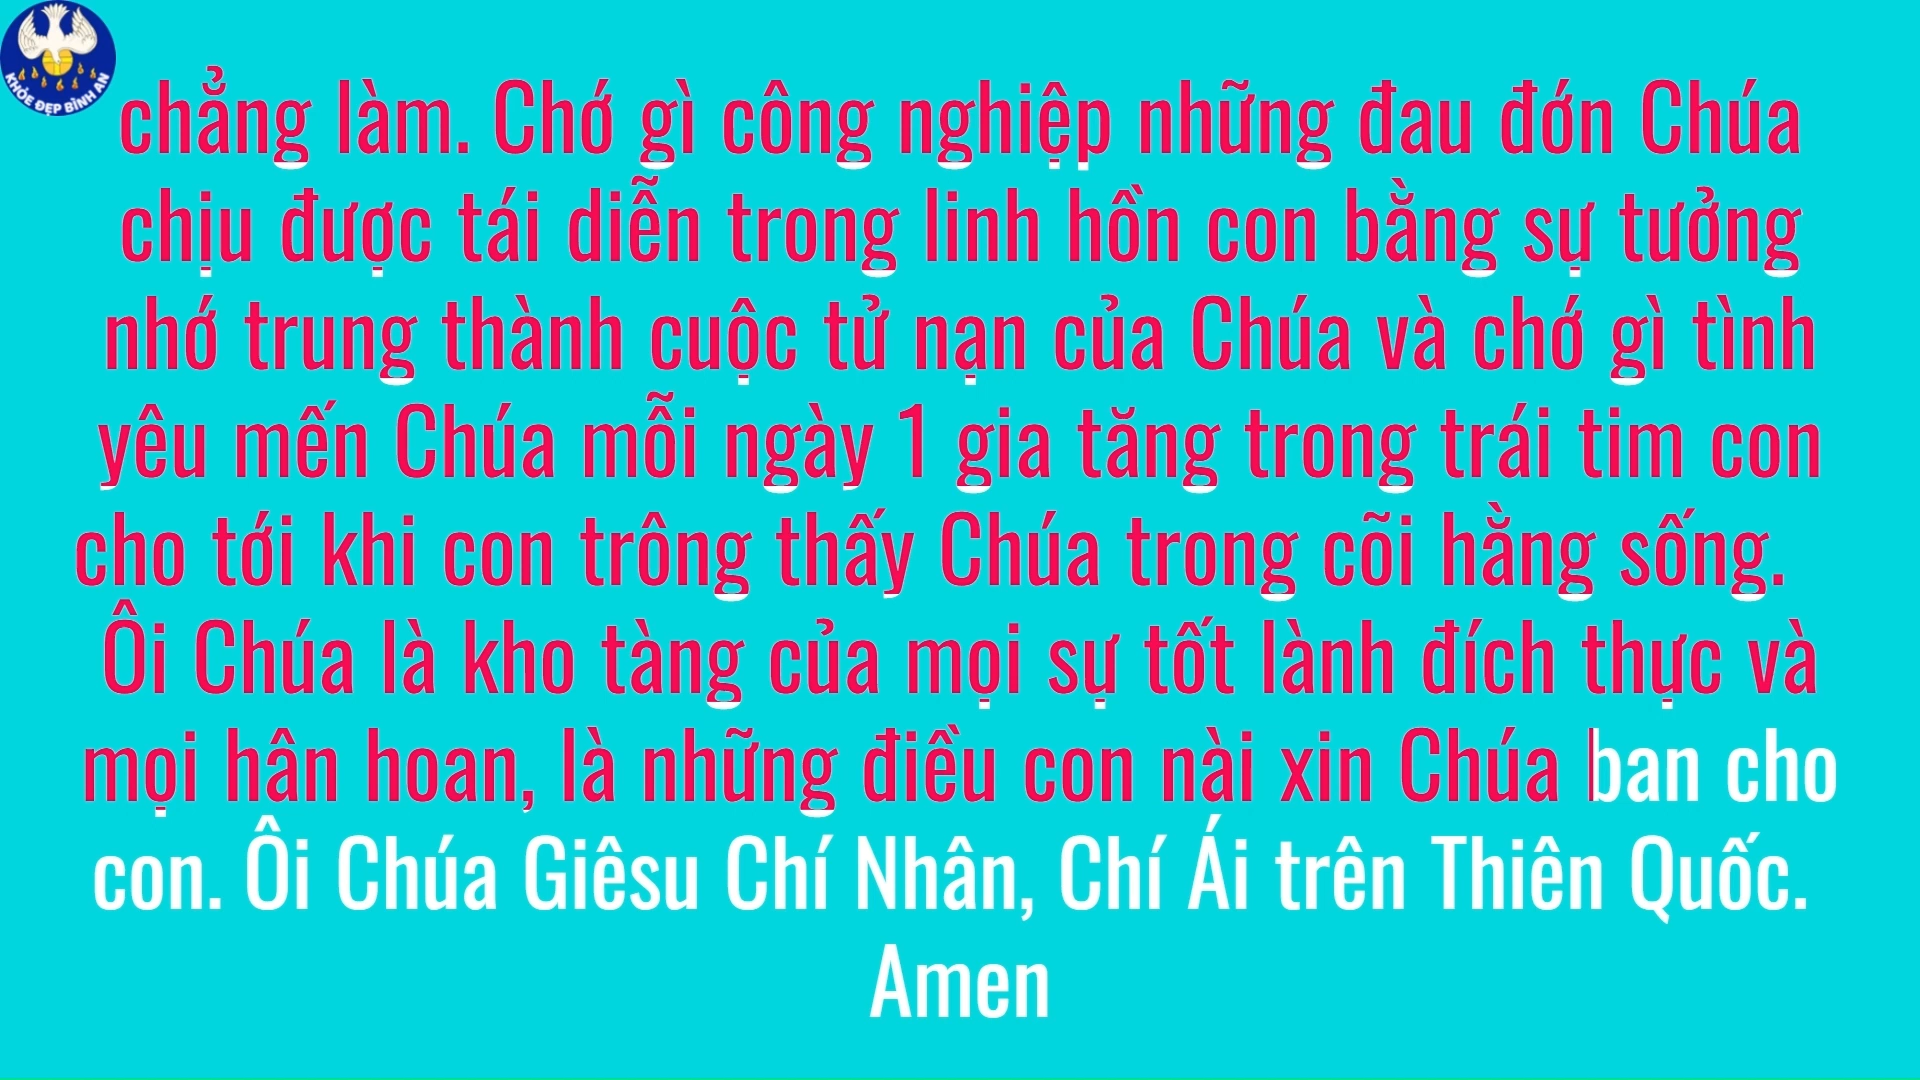 KHỎE ĐẸP BÌNH AN
chẳng làm. Chớ gì công nghiệp những đau đớn Chúa
chịu được tái diễn trong linh hồn con bằng sự tưởng
nhớ trung thành cuộc tử nạn của Chúa và chớ gì tình
yêu mến Chúa mỗi ngày 1 gia tăng trong trái tim con
cho tới khi con trông thấy Chúa trong cõi hằng sống.
Ôi Chúa là kho tàng của mọi sự tốt lành đích thực và
mọi hân hoan, là những điều con nài xin Chúa ban cho
con. Ôi Chúa Giêsu Chí Nhân, Chí Ái trên Thiên Quốc.
Amen